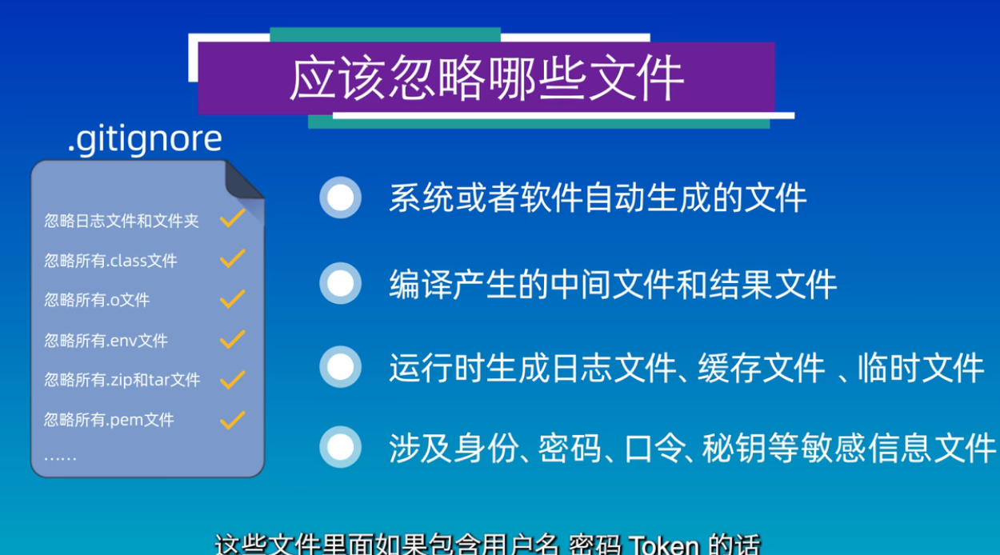 应该忽略哪些文件
.gitignore
忽略日志文件和文件夹
忽略所有.class文件
忽略所有.o文件
忽略所有.env文件
忽略所有.zip和tar文件
忽略所有.pem文件
……
系统或者软件自动生成的文件
编译产生的中间文件和结果文件
运行时生成日志文件、缓存文件 、临时文件
涉及身份、密码、口令、秘钥等敏感信息文件
这些文件里面如果包含用户名 密码 Token 的话